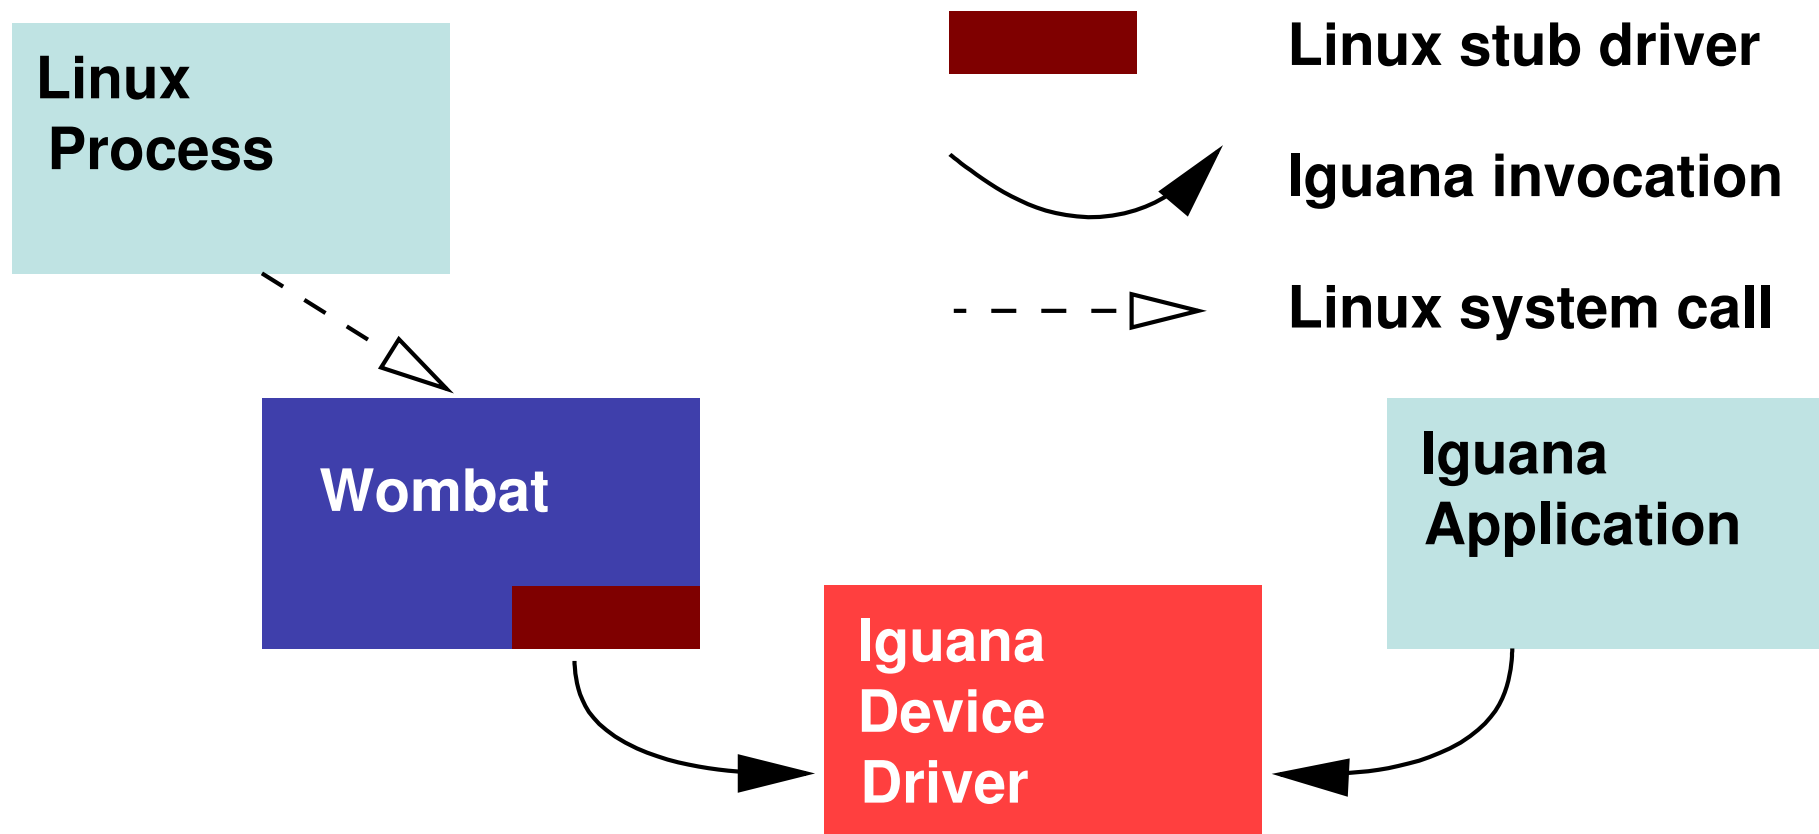 Linux
Process
Linux stub driver
Iguana invocation
Linux system call
Wombat
Iguana
Device
Driver
Iguana
Application